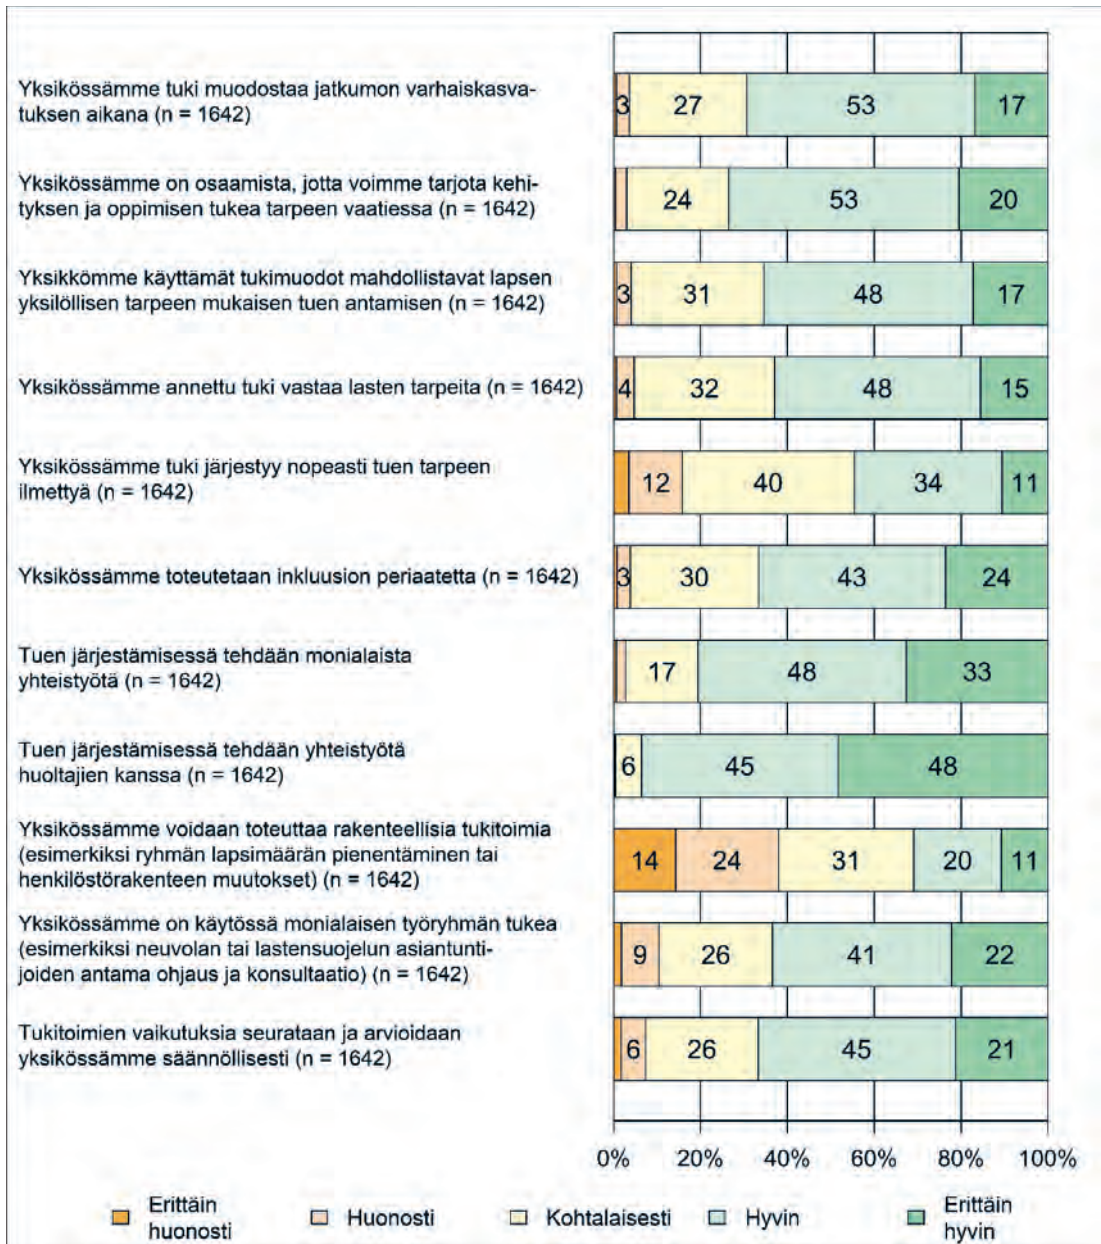 Yksikössämme tuki muodostaa jatkumon varhaiskasva-
tuksen aikana (n = 1642)
3 27 53 17
Yksikössämme on osaamista, jotta voimme tarjota kehi-
tyksen ja oppimisen tukea tarpeen vaatiessa (n = 1642)
24 53 20
Yksikkömme käyttämät tukimuodot mahdollistavat lapsen
yksilöllisen tarpeen mukaisen tuen antamisen (n = 1642)
3 31 48 17
Yksikössämme annettu tuki vastaa lasten tarpeita (n = 1642)
4 32 48 15
Yksikössämme tuki järjestyy nopeasti tuen tarpeen
ilmettyä (n = 1642)
12 40 34 11
Yksikössämme toteutetaan inkluusion periaatetta (n = 1642)
3 30 43 24
Tuen järjestämisessä tehdään monialaista
yhteistyötä (n = 1642)
17 48 33
Tuen järjestämisessä tehdään yhteistyötä
huoltajien kanssa (n = 1642)
6 45 48
Yksikössämme voidaan toteuttaa rakenteellisia tukitoimia
(esimerkiksi ryhmän lapsimäärän pienentäminen tai
henkilöstörakenteen muutokset) (n = 1642)
14 24 31 20 11
Yksikössämme on käytössä monialaisen työryhmän tukea
(esimerkiksi neuvolan tai lastensuojelun asiantunti-
joiden antama ohjaus ja konsultaatio) (n = 1642)
9 26 41 22
Tukitoimien vaikutuksia seurataan ja arvioidaan
yksikössämme säännöllisesti (n = 1642)
6 26 45 21
0% 20% 40% 60% 80% 100%
Erittäin
huonosti
Huonosti
Kohtalaisesti
Hyvin
Erittäin
hyvin